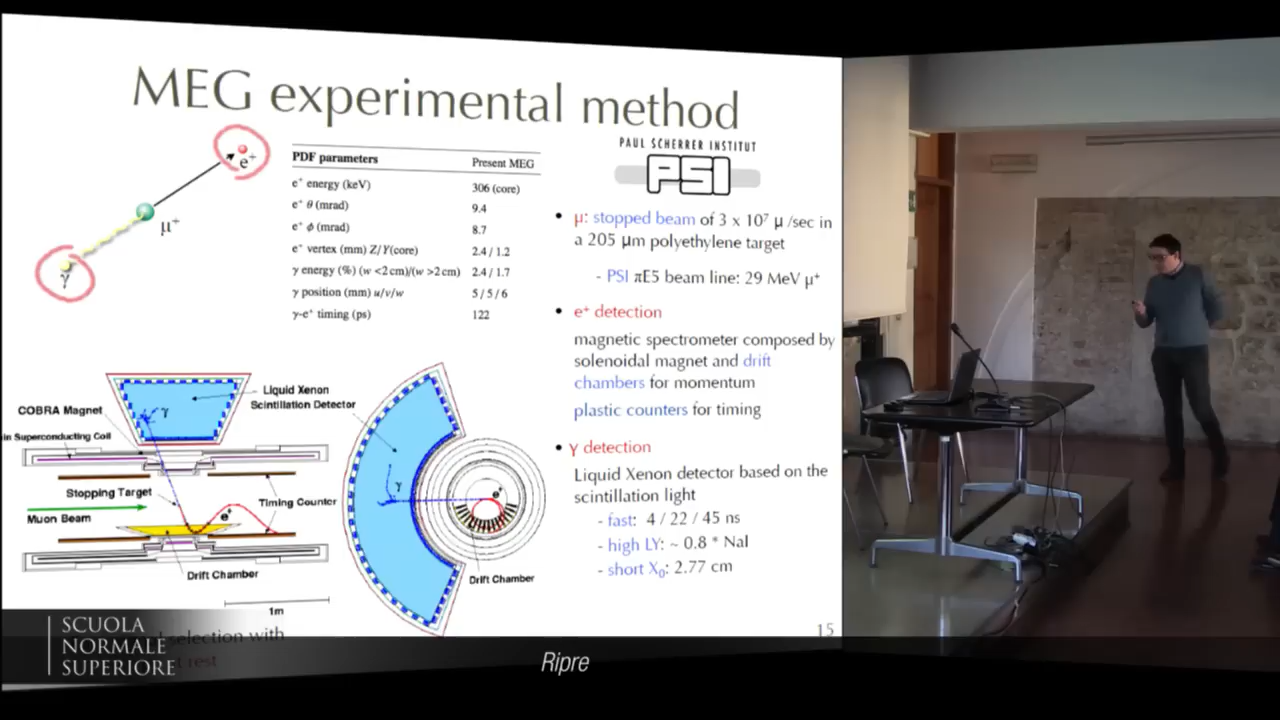 MEG experimental method
e⁺
μ⁺
γ
PDF parameters Present MEG
e⁺ energy (keV) 306 (core)
e⁺ θ (mrad) 9.4
e⁺ ϕ (mrad) 8.7
e⁺ vertex (mm) Z/Y(core) 2.4 / 1.2
γ energy (%) (w <2 cm)/(w >2 cm) 2.4 / 1.7
γ position (mm) u/v/w 5 / 5 / 6
γ-e⁺ timing (ps) 122
PAUL SCHERRER INSTITUT
PSI
• μ: stopped beam of 3 x 10⁷ μ /sec in
a 205 μm polyethylene target
- PSI πE5 beam line: 29 MeV μ⁺
• e⁺ detection
magnetic spectrometer composed by
solenoidal magnet and drift
chambers for momentum
plastic counters for timing
• γ detection
Liquid Xenon detector based on the
scintillation light
- fast: 4 / 22 / 45 ns
- high LY: ~ 0.8 * NaI
- short X₀: 2.77 cm
Liquid Xenon
Scintillation Detector
γ
COBRA Magnet
in Superconducting Coil
Stopping Target
Muon Beam
e⁺
Timing Counter
Drift Chamber
1m
γ
e⁺
Drift Chamber
selection with
rest
15
SCUOLA
NORMALE
SUPERIORE
Ripre